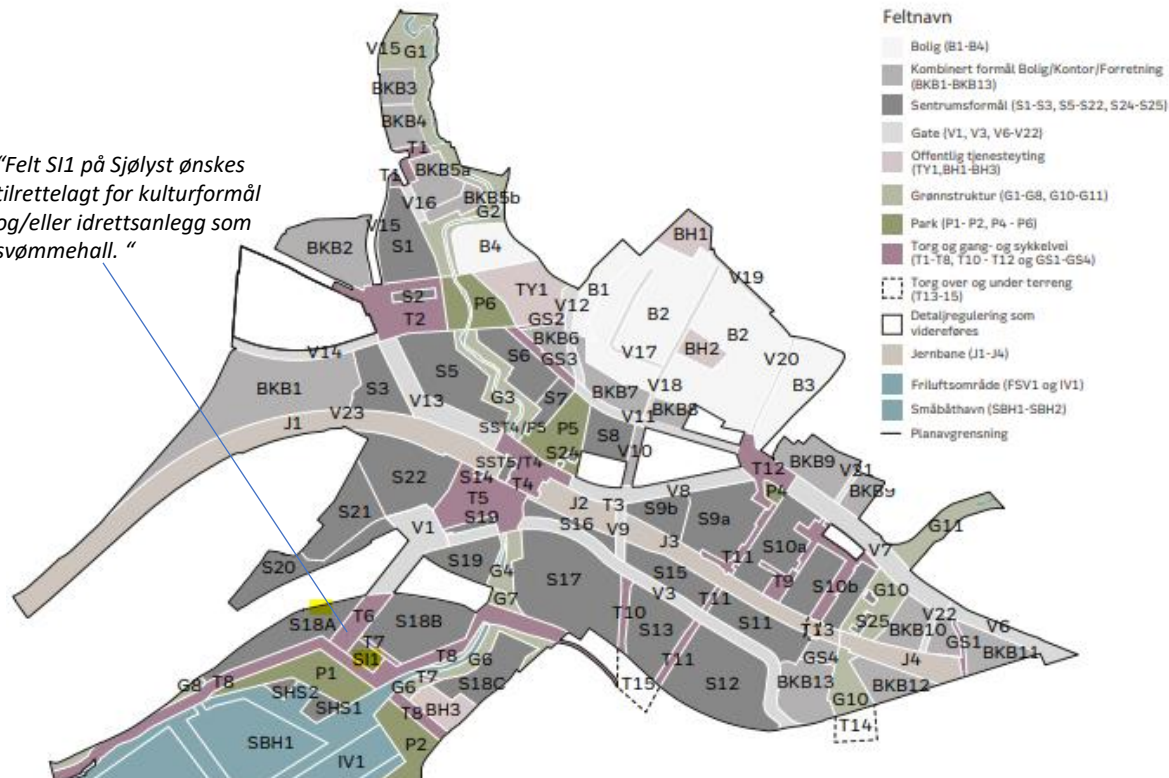 Feltnavn
Bolig (B1-B4)
Kombinert formål Bolig/Kontor/Forretning
(BKB1-BKB13)
Sentrumsformål (S1-S3, S5-S22, S24-S25)
Gate (V1, V3, V6-V22)
Offentlig tjenesteyting
(TY1,BH1-BH3)
Grønnstruktur (G1-G8, G10-G11)
Park (P1- P2, P4 - P6)
Torg og gang- og sykkelvei
(T1-T8, T10 - T12 og GS1-GS4)
Torg over og under terreng
(T13-15)
Detaljregulering som
videreføres
Jernbane (J1-J4)
Friluftsområde (FSV1 og IV1)
Småbåthavn (SBH1-SBH2)
Planavgrensning
“Felt SI1 på Sjølyst ønskes
tilrettelagt for kulturformål
og/eller idrettsanlegg som
svømmehall. “
V15 G1
BKB3
BKB4
T1
BKB5a
T1
V16
BKB5b
G2
V15
BKB2
S1
B4
BH1
V19
S2
T2
P6
TY1
B1
V12
GS2
B2
B2
BKB6
GS3
V14
S6
V17
BH2
V20
BKB1
S3
S5
V13
G3
S7
BKB7
V18
B3
V23
J1
SST4/P5
P5
V11
BKB8
S8
S24
V10
SST5/T4
S22
S14
T4
T12
BKB9
V21
P4
BKB9
T5
S19
J2
T3
V8
S21
S9b
S9a
G11
V1
S16
V9
J3
S10a
V7
S20
S19
G4
S17
S15
T11
T9
S10b
G10
G7
V3
S18A
T6
S18B
T10
S13
T11
S11
T13
S25
V22
V6
T7
SI1
T8
G6
T11
GS4
BKB10
GS1
BKB11
J4
P1
G8
T8
T7
S18C
T15
S12
BKB13
BKB12
G6
SHS2
SHS1
T8
BH3
G10
T14
SBH1
IV1
P2